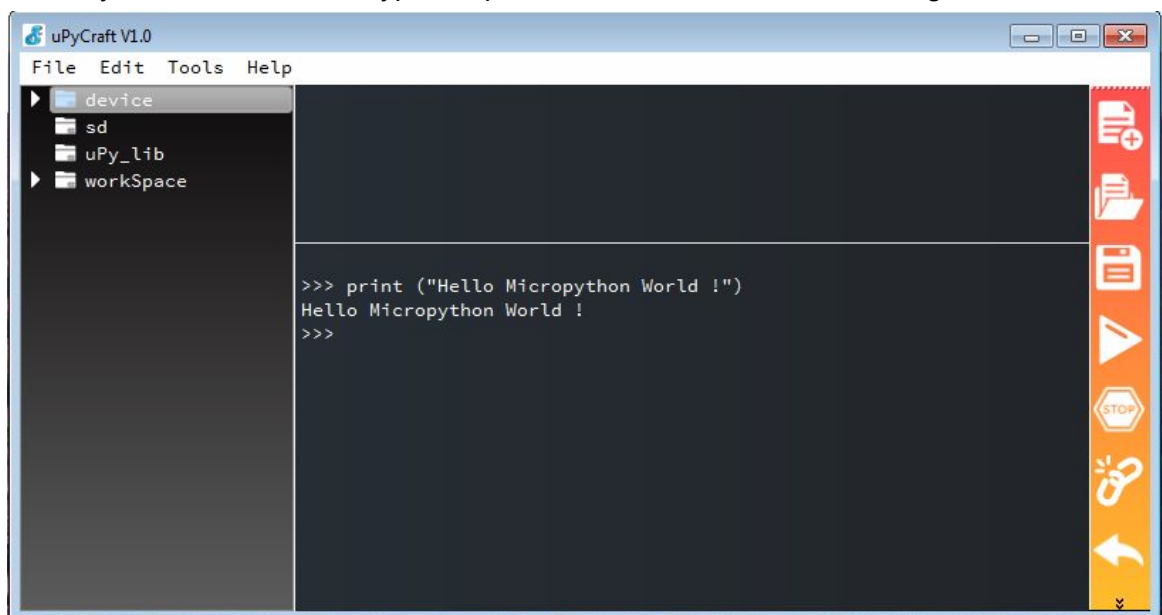 uPyCraft V1.0
File Edit Tools Help
device
sd
uPy_lib
workSpace
>>> print ("Hello Micropython World !")
Hello Micropython World !
>>>
STOP